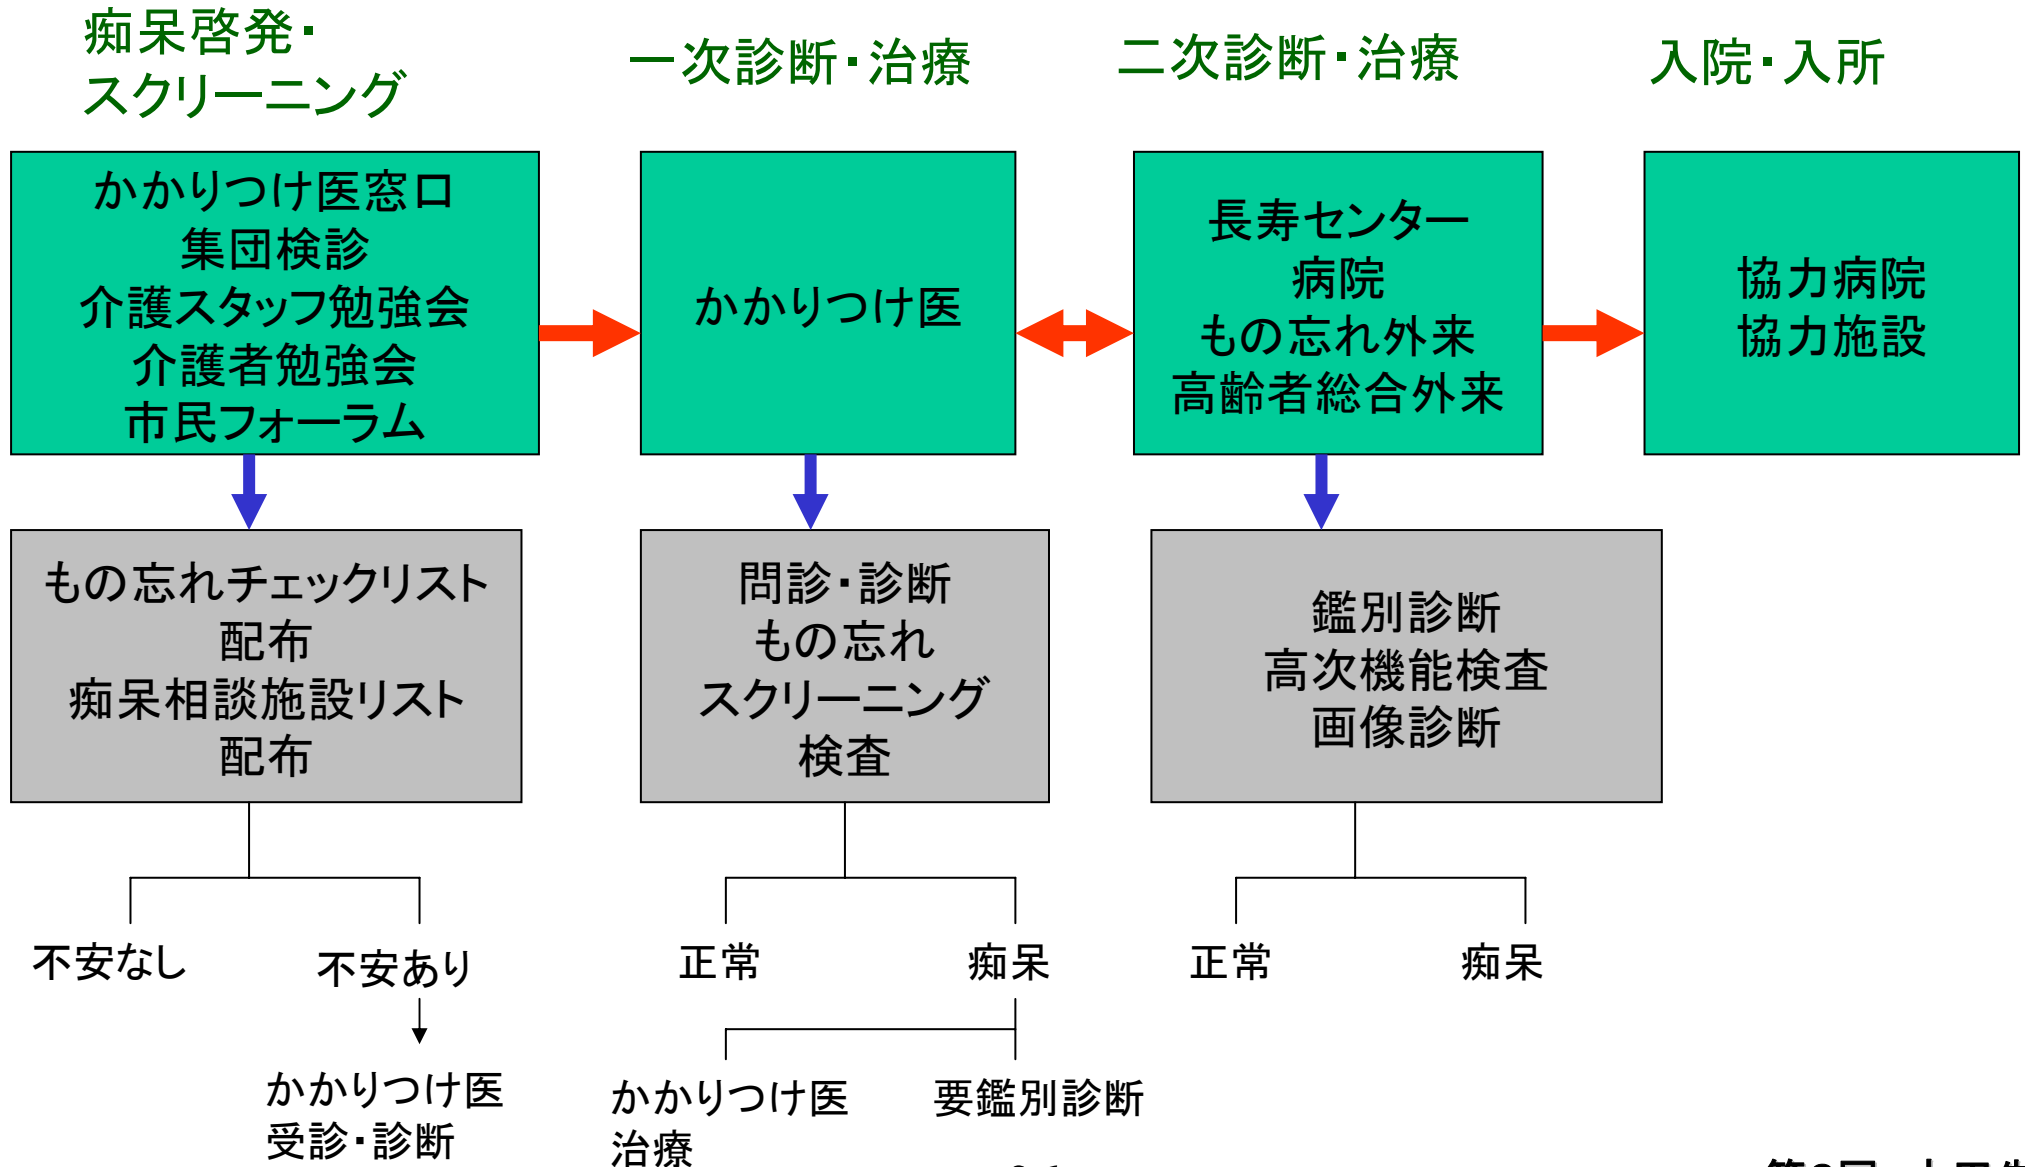 痴呆啓発・
スクリーニング
一次診断・治療
二次診断・治療
入院・入所
かかりつけ医窓口
集団検診
介護スタッフ勉強会
介護者勉強会
市民フォーラム
かかりつけ医
長寿センター
病院
もの忘れ外来
高齢者総合外来
協力病院
協力施設
もの忘れチェックリスト
配布
痴呆相談施設リスト
配布
問診・診断
もの忘れ
スクリーニング
検査
鑑別診断
高次機能検査
画像診断
不安なし
不安あり
正常
痴呆
正常
痴呆
かかりつけ医
受診・診断
かかりつけ医
治療
要鑑別診断